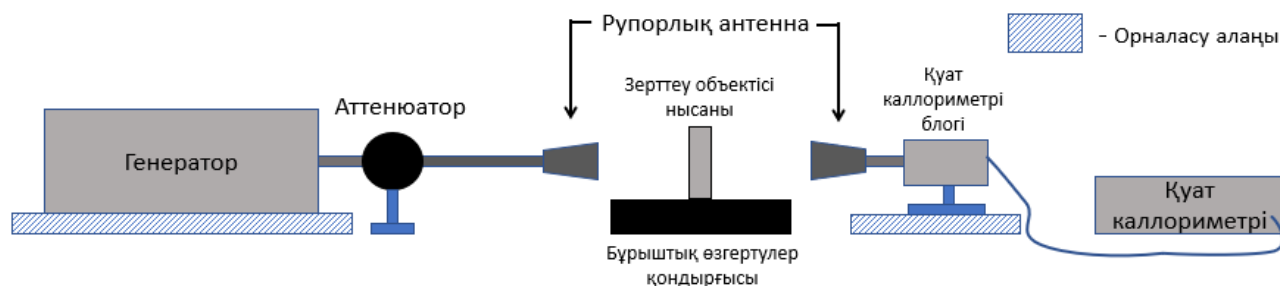 Рупорлық антенна
- Орналасу алаңы
Зерттеу объектісі
нысаны
Қуат
каллориметрі
блогі
Аттенюатор
Генератор
Қуат
каллориметрі
Бұрыштық өзгертулер
қондырғысы